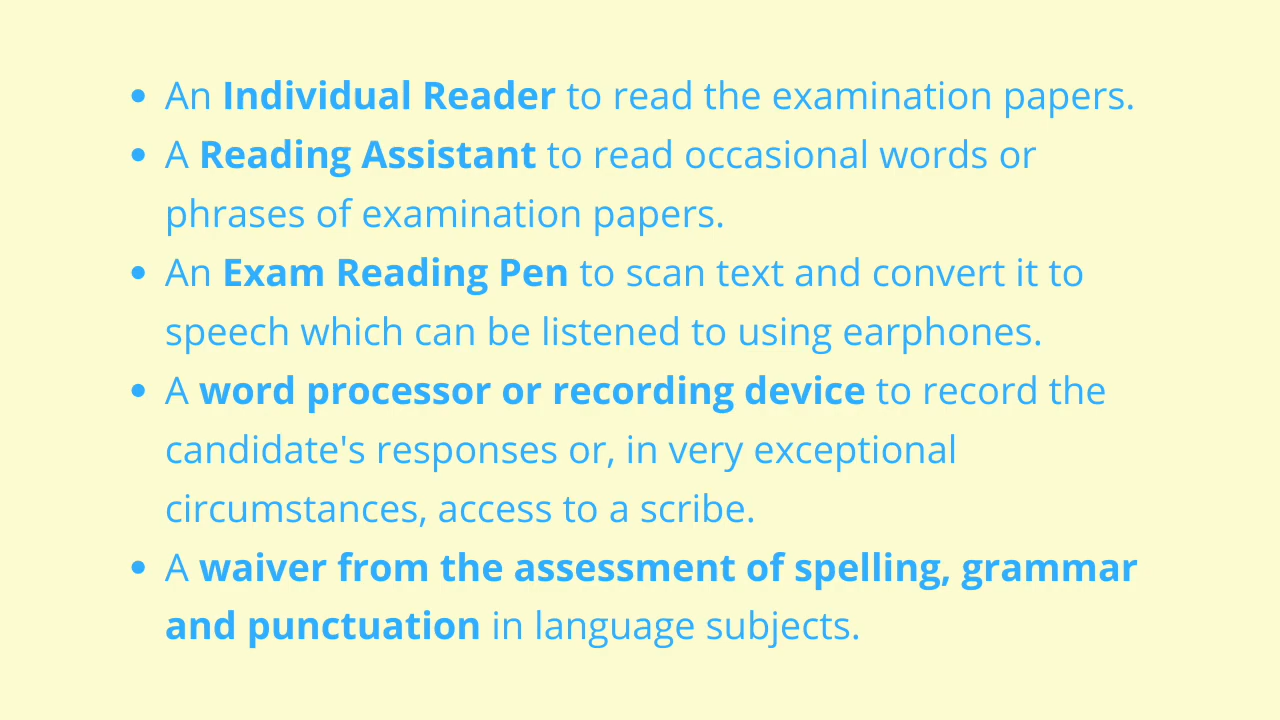 • An Individual Reader to read the examination papers.
• A Reading Assistant to read occasional words or
phrases of examination papers.
• An Exam Reading Pen to scan text and convert it to
speech which can be listened to using earphones.
• A word processor or recording device to record the
candidate's responses or, in very exceptional
circumstances, access to a scribe.
• A waiver from the assessment of spelling, grammar
and punctuation in language subjects.